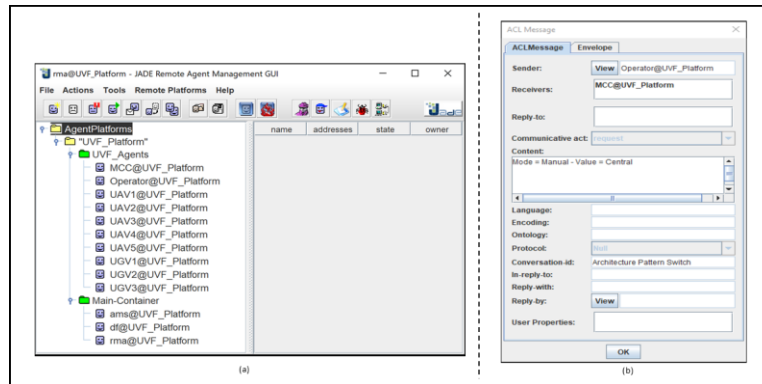 rma@UVF_Platform - JADE Remote Agent Management GUI
File Actions Tools Remote Platforms Help
AgentPlatforms
"UVF_Platform"
UVF_Agents
MCC@UVF_Platform
Operator@UVF_Platform
UAV1@UVF_Platform
UAV2@UVF_Platform
UAV3@UVF_Platform
UAV4@UVF_Platform
UAV5@UVF_Platform
UGV1@UVF_Platform
UGV2@UVF_Platform
UGV3@UVF_Platform
Main-Container
ams@UVF_Platform
df@UVF_Platform
rma@UVF_Platform
name addresses state owner
(a)
ACL Message
ACLMessage Envelope
Sender: View Operator@UVF_Platform
Receivers: MCC@UVF_Platform
Reply-to:
Communicative act: request
Content:
Mode = Manual - Value = Central
Language:
Encoding:
Ontology:
Protocol: Null
Conversation-id: Architecture Pattern Switch
In-reply-to:
Reply-with:
Reply-by: View
User Properties:
OK
(b)